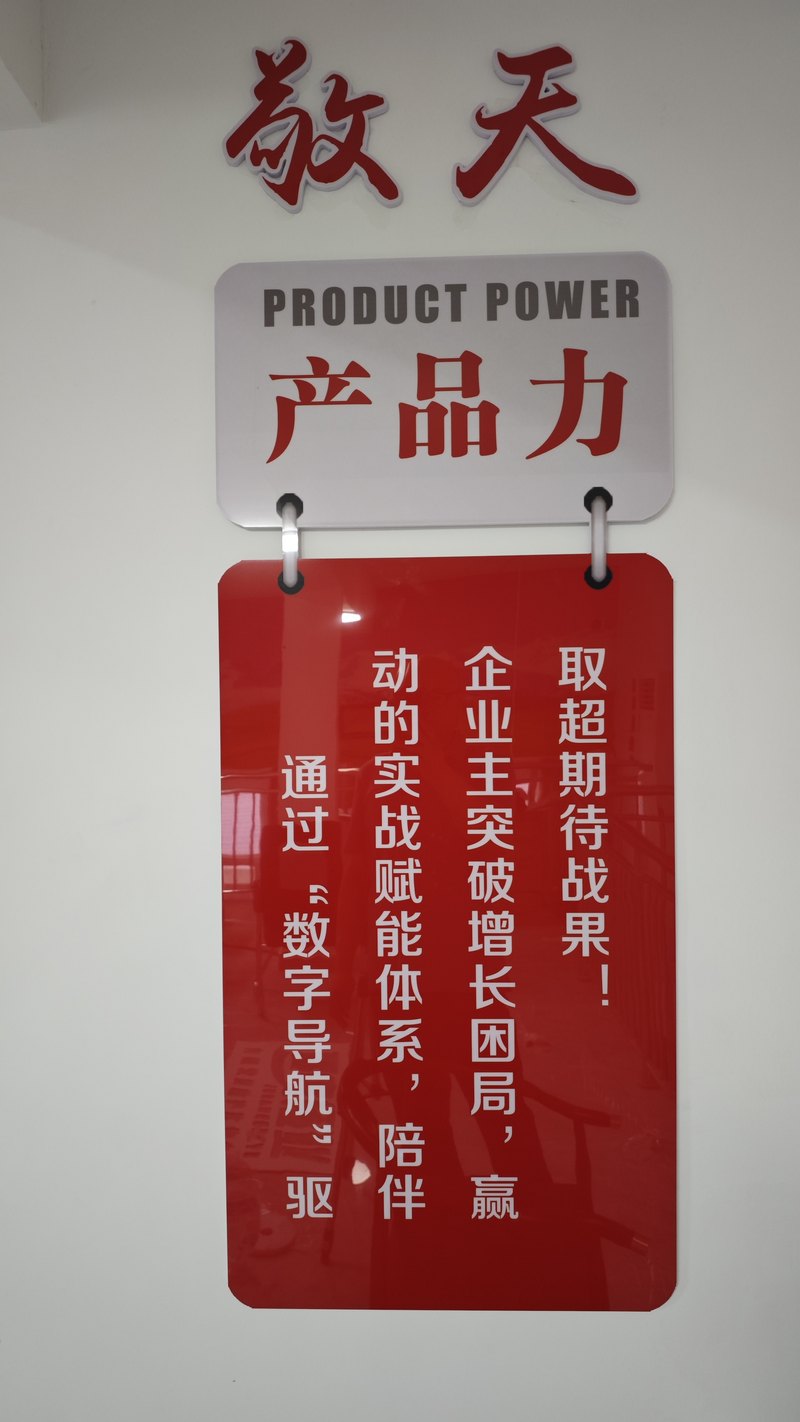 敬天
PRODUCT POWER
产品力
通过”数字导航”驱
动的实战赋能体系，陪伴
企业主突破增长困局，赢
取超期待战果！